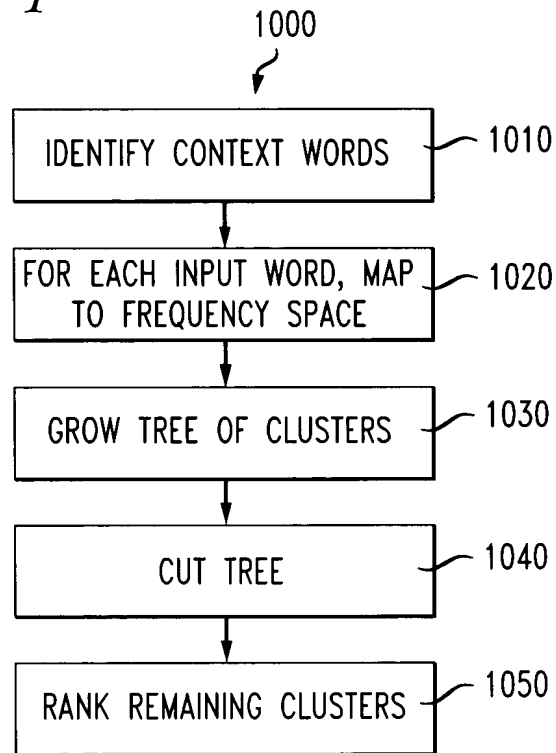 1000
IDENTIFY CONTEXT WORDS
1010
FOR EACH INPUT WORD, MAP
TO FREQUENCY SPACE
1020
GROW TREE OF CLUSTERS
1030
CUT TREE
1040
RANK REMAINING CLUSTERS
1050